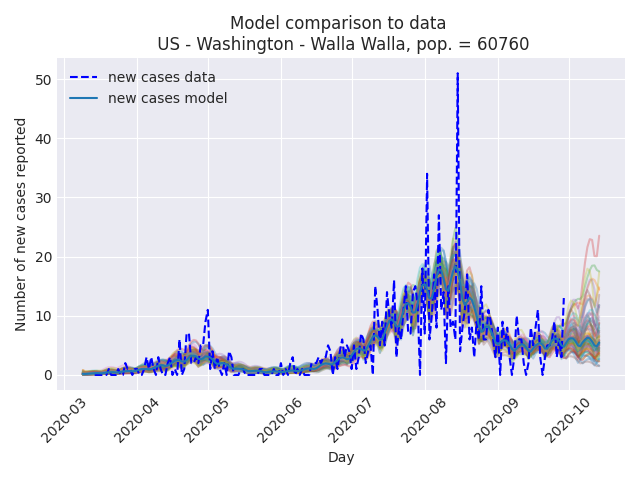 Model comparison to data
US - Washington - Walla Walla, pop. = 60760
new cases data
new cases model
Number of new cases reported
50
40
30
20
10
0
2020-03
2020-04
2020-05
2020-06
2020-07
2020-08
2020-09
2020-10
Day